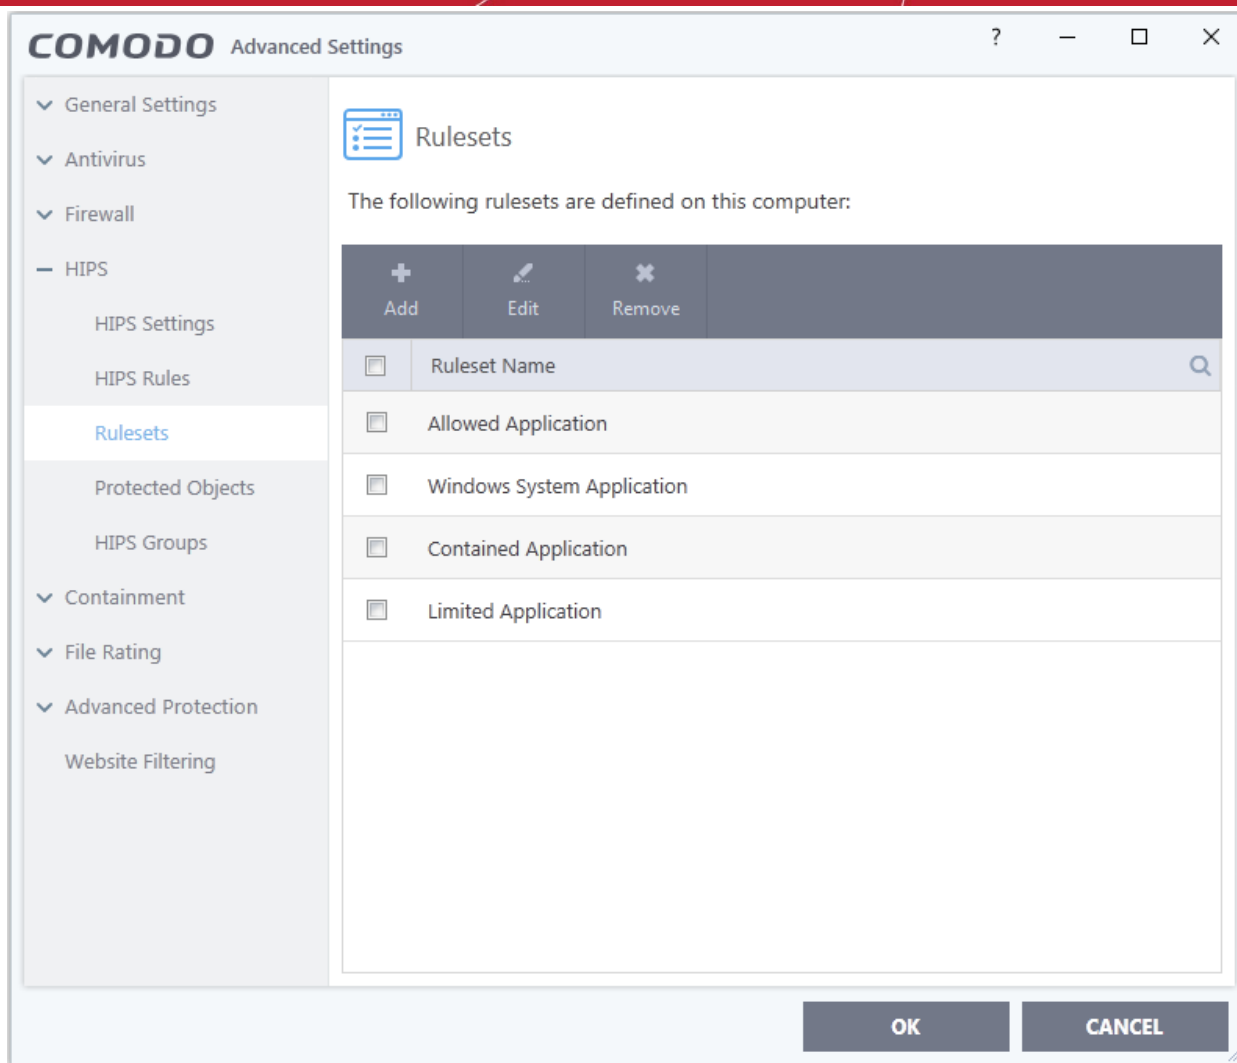 COMODO Advanced Settings
?
General Settings
Antivirus
Firewall
HIPS
HIPS Settings
HIPS Rules
Rulesets
Protected Objects
HIPS Groups
Containment
File Rating
Advanced Protection
Website Filtering
Rulesets
The following rulesets are defined on this computer:
Add Edit Remove
Ruleset Name
Allowed Application
Windows System Application
Contained Application
Limited Application
OK CANCEL